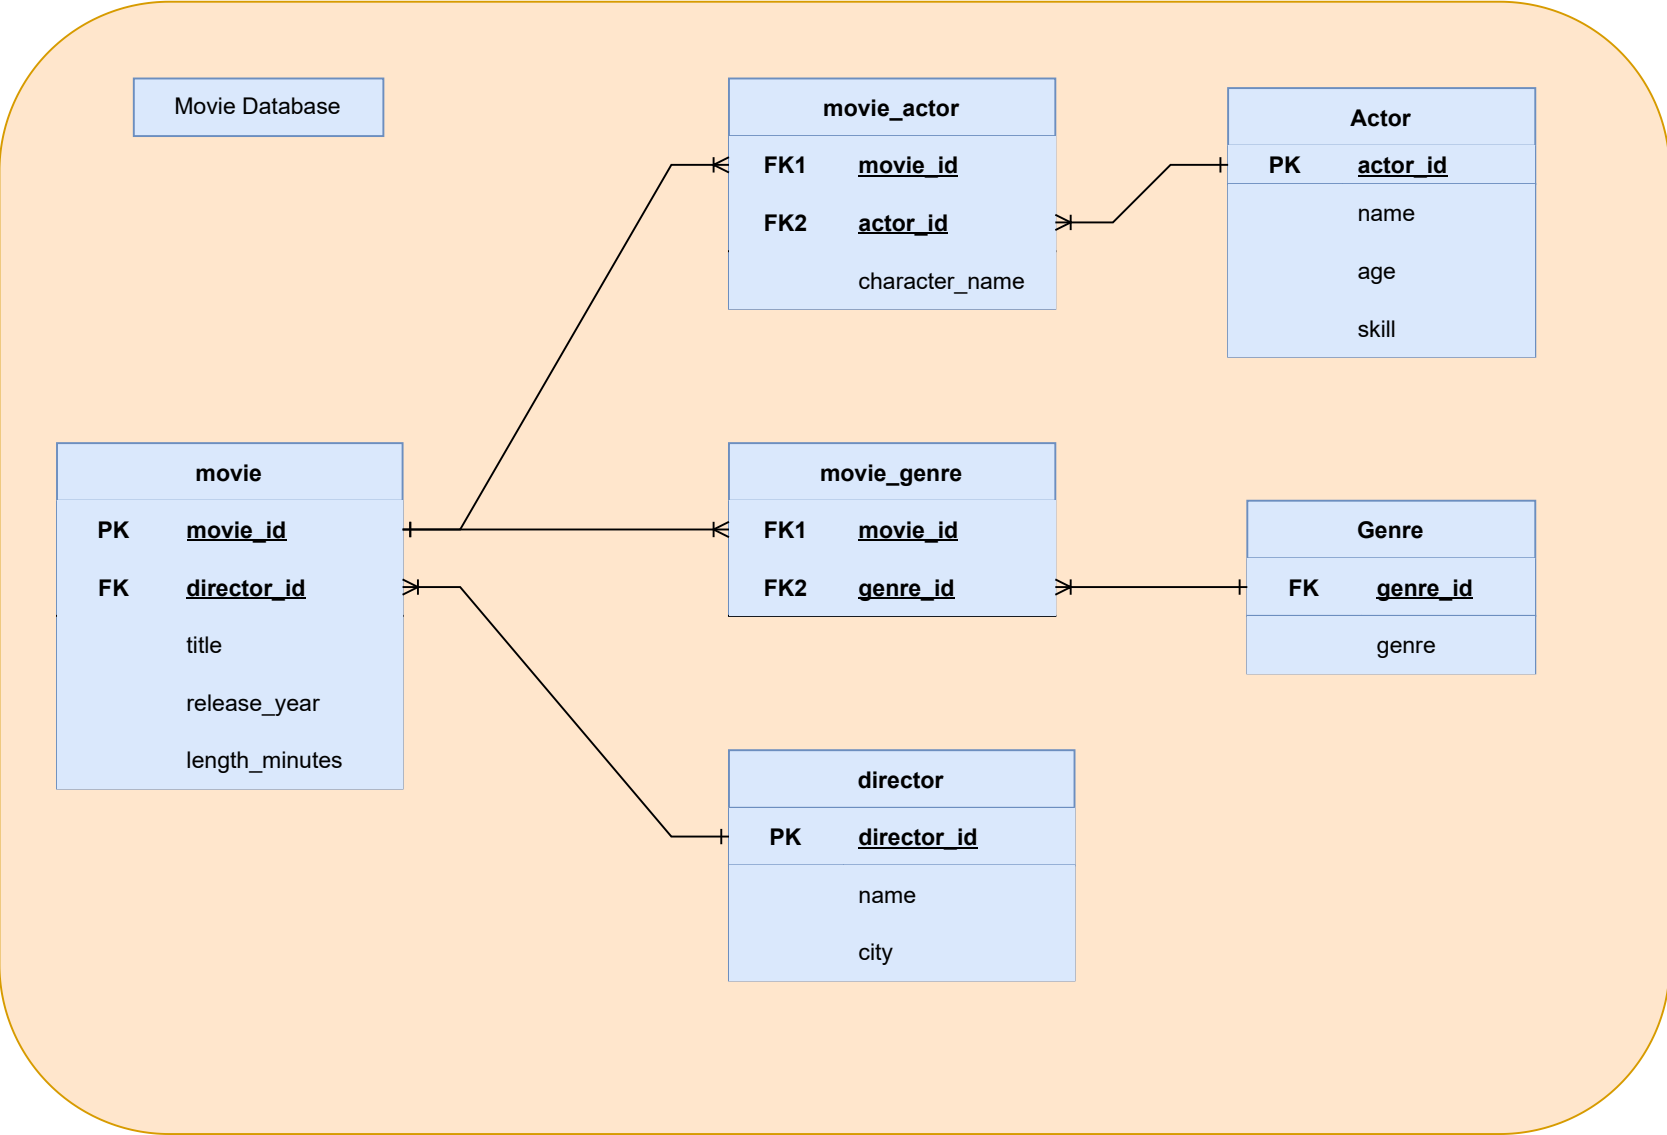 Movie Database
movie_actor
FK1 movie_id
FK2 actor_id
character_name
Actor
PK actor_id
name
age
skill
movie
PK movie_id
FK director_id
title
release_year
length_minutes
movie_genre
FK1 movie_id
FK2 genre_id
Genre
FK genre_id
genre
director
PK director_id
name
city